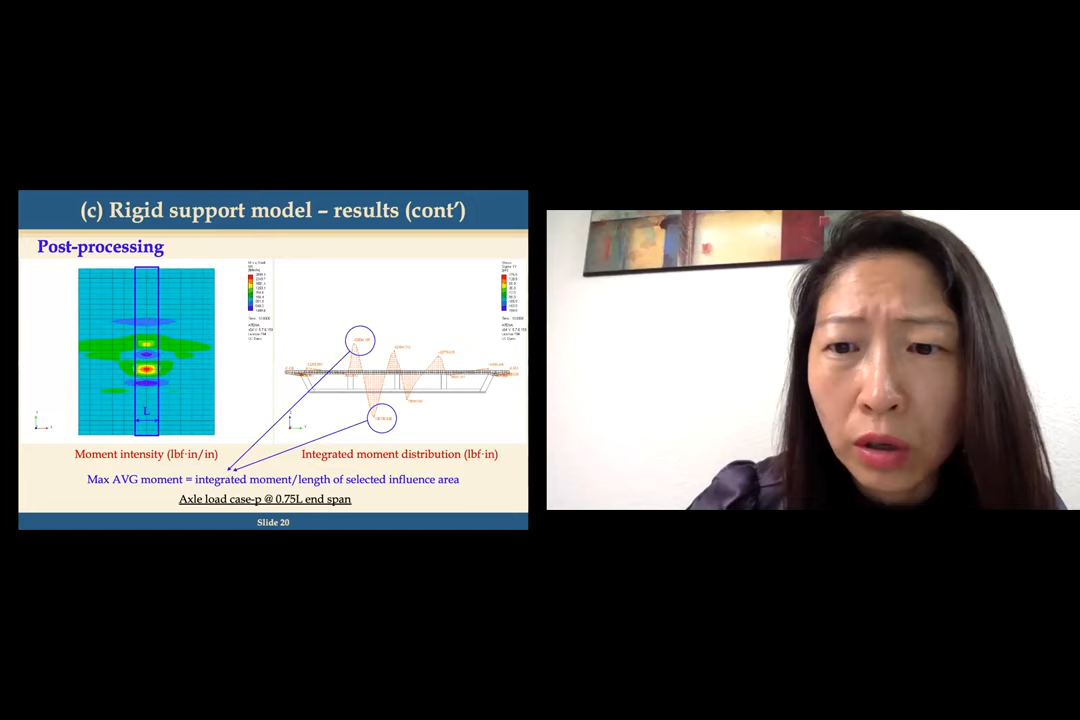 (c) Rigid support model – results (cont’)
Post-processing
L
Moment intensity (lbf·in/in)
Integrated moment distribution (lbf·in)
Max AVG moment = integrated moment/length of selected influence area
Axle load case-p @ 0.75L end span
Slide 20